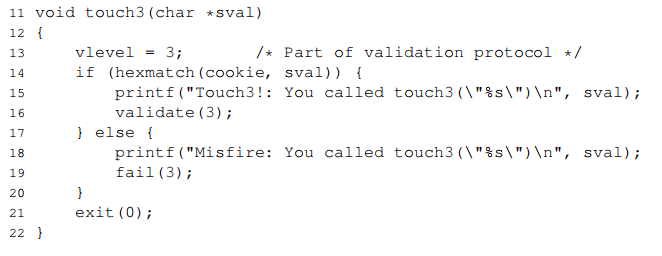 11 void touch3(char *sval)
12 {
13     vlevel = 3;       /* Part of validation protocol */
14     if (hexmatch(cookie, sval)) {
15         printf("Touch3!: You called touch3(\"%s\")\n", sval);
16         validate(3);
17     } else {
18         printf("Misfire: You called touch3(\"%s\")\n", sval);
19         fail(3);
20     }
21     exit(0);
22 }